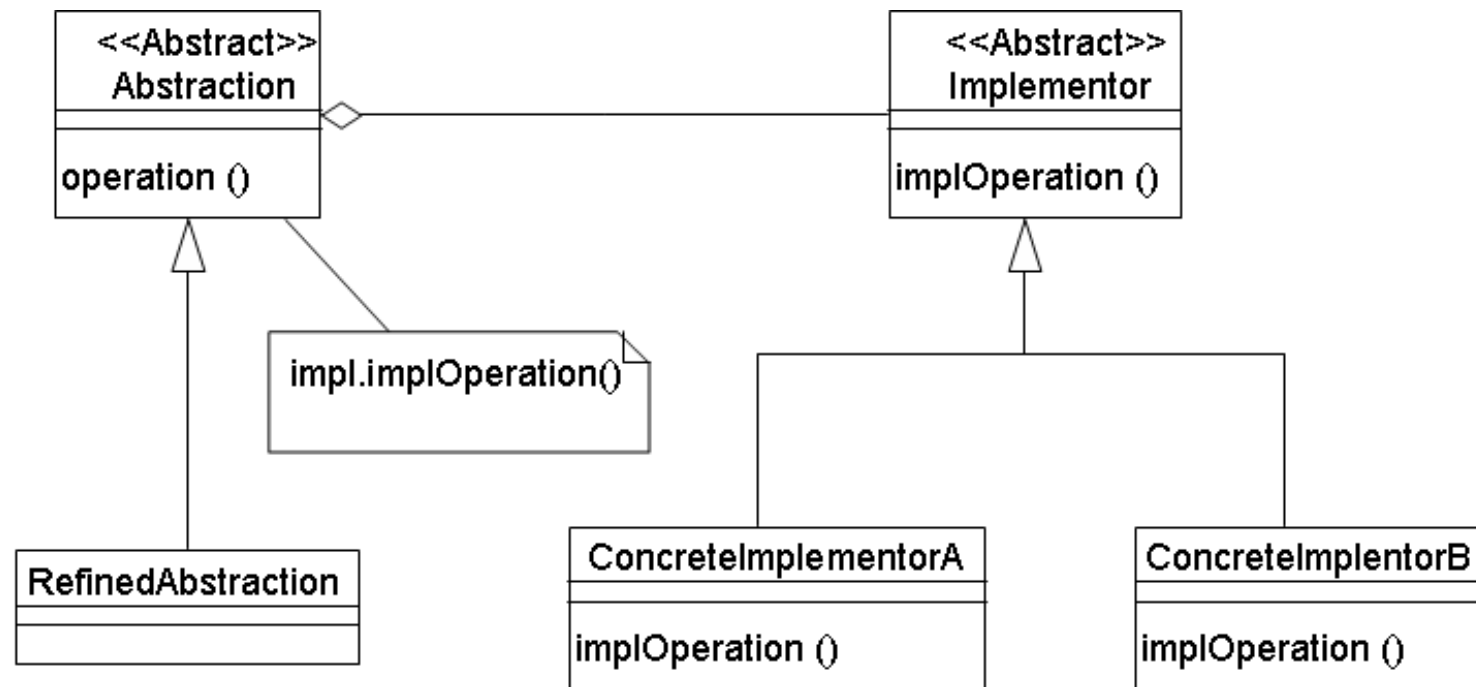 <<Abstract>>
Abstraction
operation ()
<<Abstract>>
Implementor
implOperation ()
impl.implOperation()
RefinedAbstraction
ConcreteImplementorA
implOperation ()
ConcreteImplentorB
implOperation ()